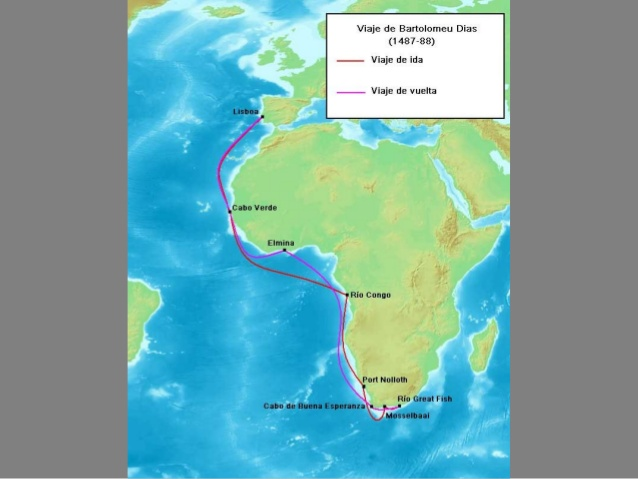 Viaje de Bartolomeu Dias
(1487-88)
Viaje de ida
Viaje de vuelta
Lisboa
Cabo Verde
Elmina
Río Congo
Port Nolloth
Río Great Fish
Cabo de Buena Esperanza
Mosselbaai